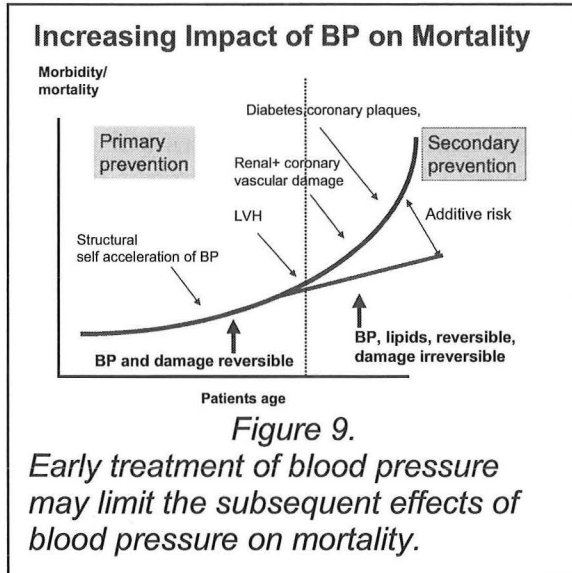 Increasing Impact of BP on Mortality
Morbidity/
mortality
Diabetes coronary plaques,
Primary
prevention
Secondary
prevention
Renal+ coronary
vascular damage
LVH
Additive risk
Structural
self acceleration of BP
BP and damage reversible
BP, lipids, reversible,
damage irreversible
Patients age
Figure 9.
Early treatment of blood pressure
may limit the subsequent effects of
blood pressure on mortality.